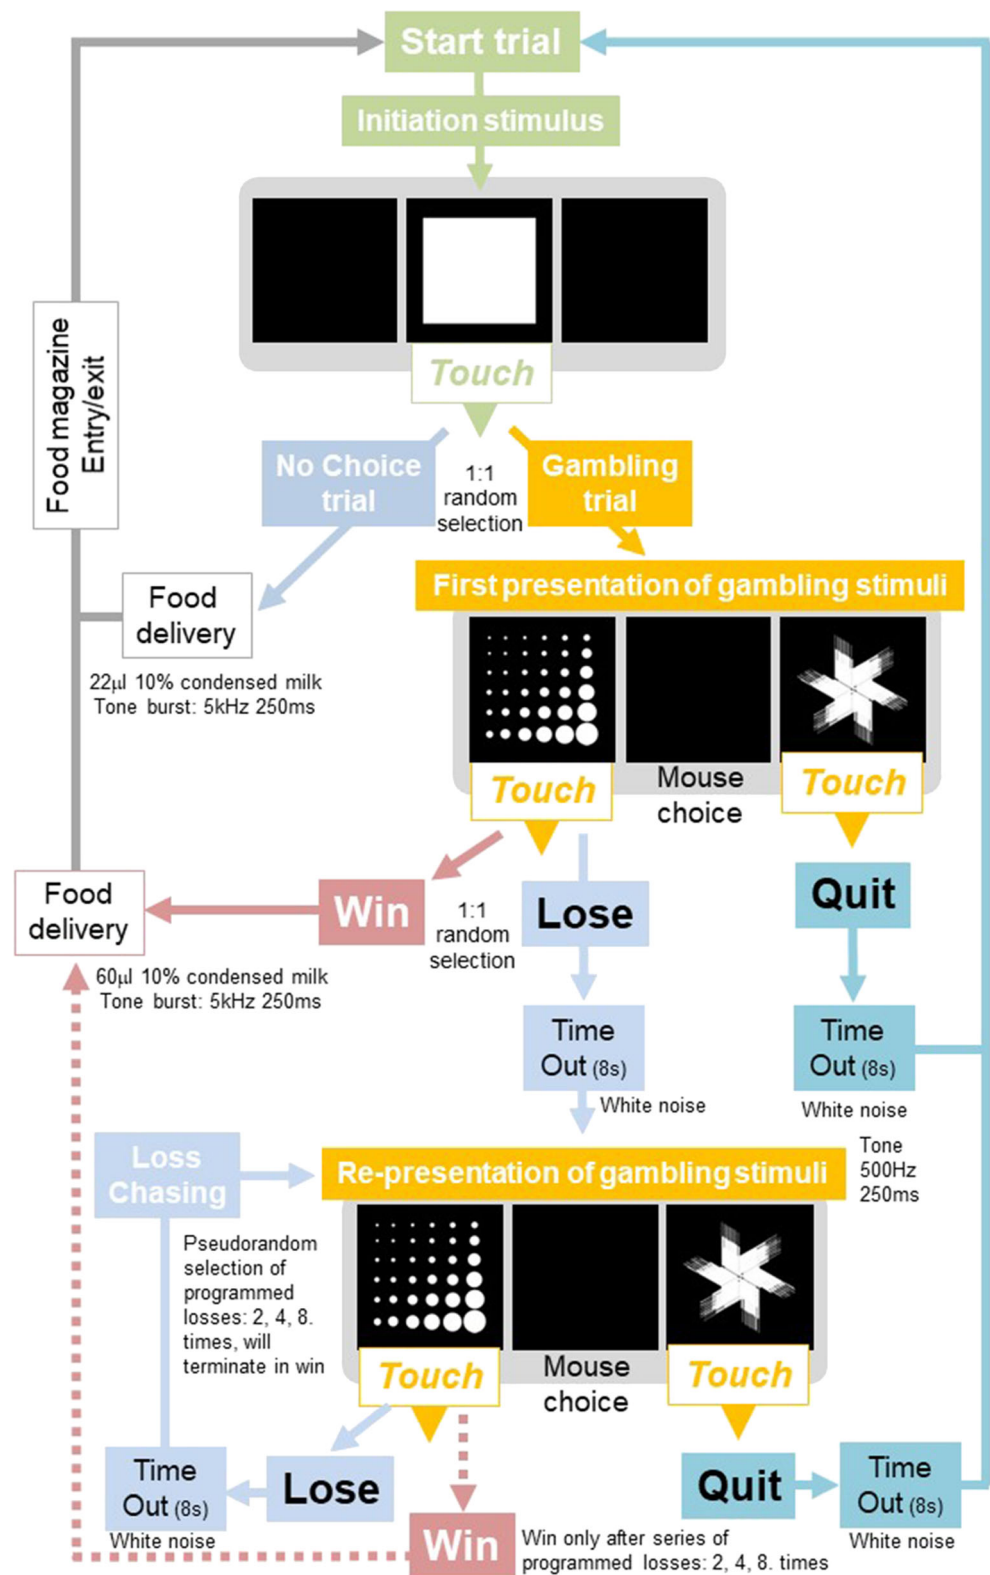 Start trial
Initiation stimulus
Touch
Food magazine
Entry/exit
No Choice
trial
1:1
random
selection
Gambling
trial
First presentation of gambling stimuli
Food
delivery
22µl 10% condensed milk
Tone burst: 5kHz 250ms
Touch
Mouse
choice
Touch
Food
delivery
Win
1:1
random
selection
Lose
Quit
60µl 10% condensed milk
Tone burst: 5kHz 250ms
Time
Out (8s)
White noise
Time
Out (8s)
White noise
Tone
500Hz
250ms
Loss
Chasing
Re-presentation of gambling stimuli
Pseudorandom
selection of
programmed
losses: 2, 4, 8.
times, will
terminate in win
Touch
Mouse
choice
Touch
Time
Out (8s)
White noise
Lose
Win
Win only after series of
programmed losses: 2, 4, 8. times
Quit
Time
Out (8s)
White noise